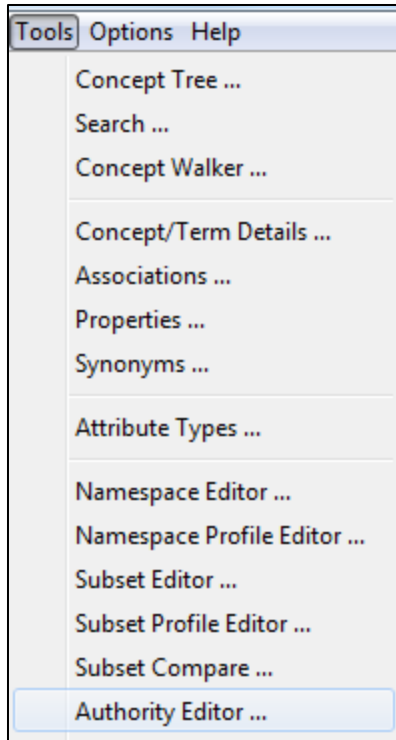 Tools Options Help
Concept Tree ...
Search ...
Concept Walker ...
Concept/Term Details ...
Associations ...
Properties ...
Synonyms ...
Attribute Types ...
Namespace Editor ...
Namespace Profile Editor ...
Subset Editor ...
Subset Profile Editor ...
Subset Compare ...
Authority Editor ...